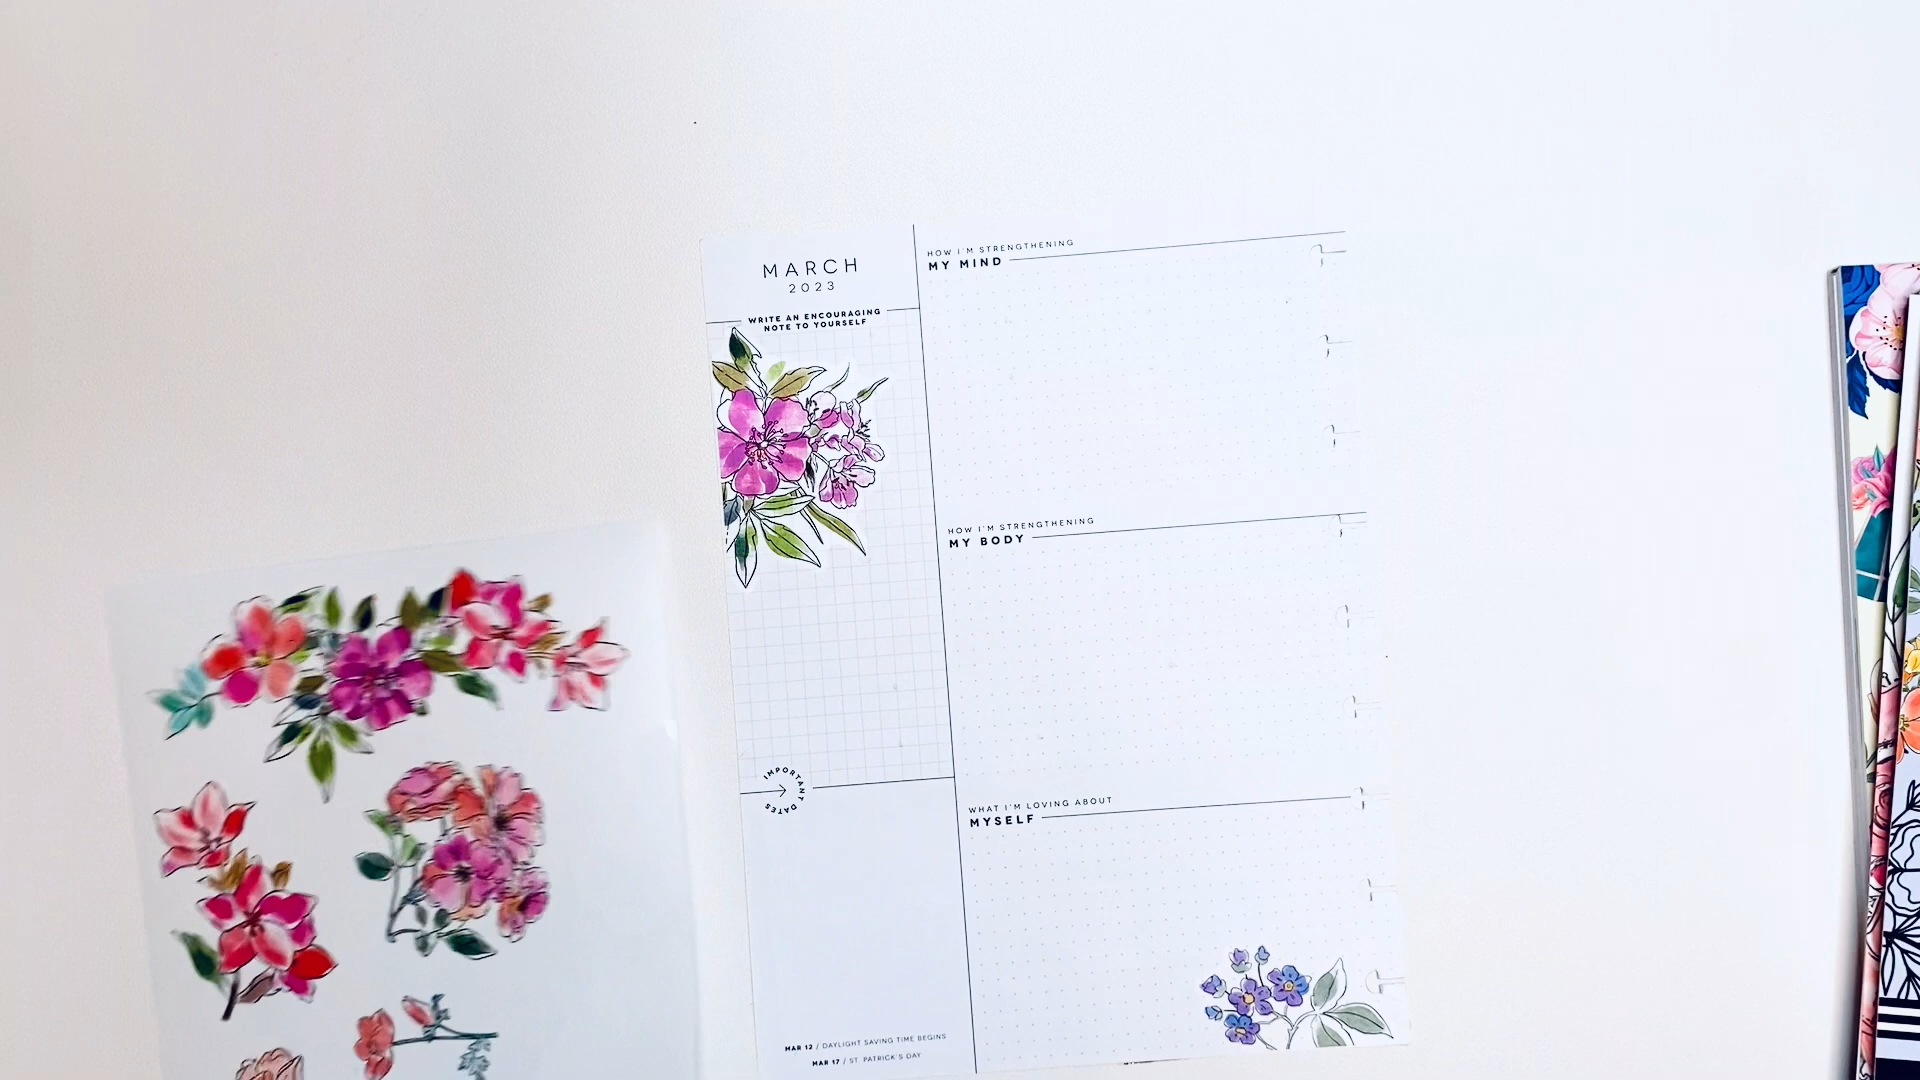 MARCH
2023
WRITE AN ENCOURAGING
NOTE TO YOURSELF
IMPORTANT DATES
MAR 12 / DAYLIGHT SAVING TIME BEGINS
MAR 17 / ST. PATRICK'S DAY
HOW I'M STRENGTHENING
MY MIND
HOW I'M STRENGTHENING
MY BODY
WHAT I'M LOVING ABOUT
MYSELF